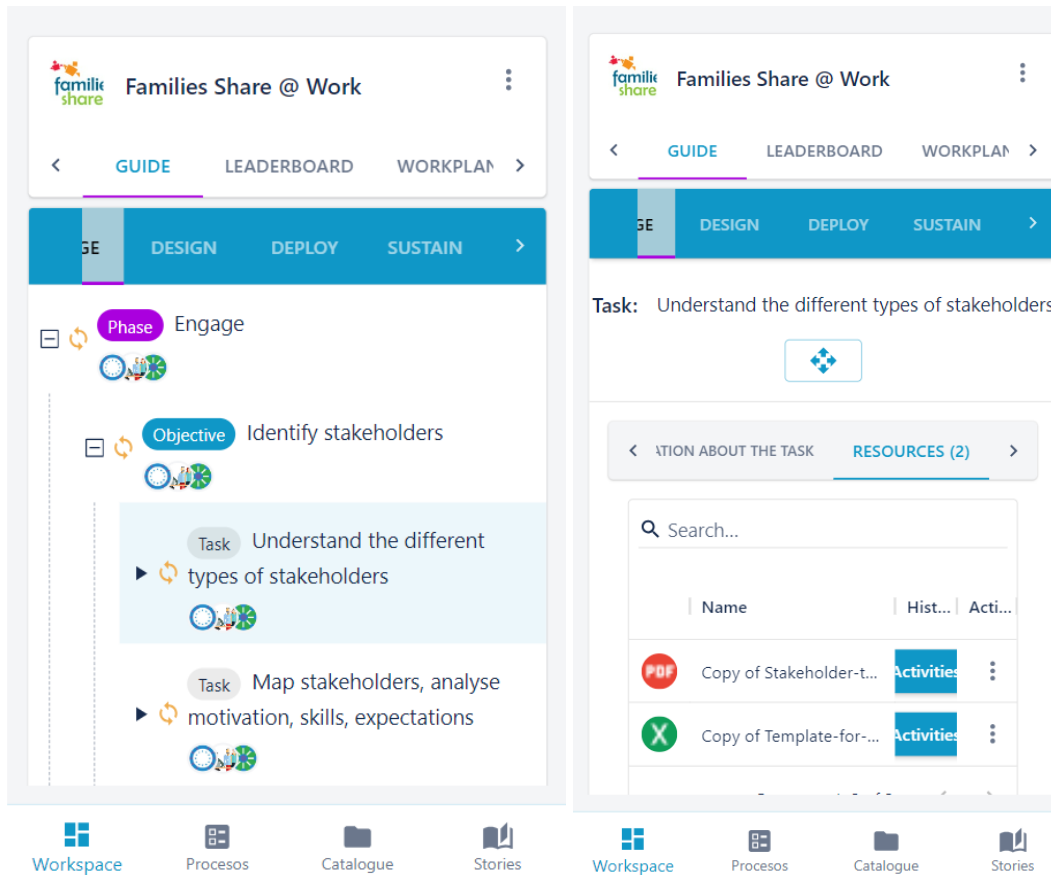 familie
share
Families Share @ Work
GUIDE
LEADERBOARD
WORKPLAN
GE
DESIGN
DEPLOY
SUSTAIN
Phase
Engage
Objective
Identify stakeholders
Task
Understand the different
types of stakeholders
Task
Map stakeholders, analyse
motivation, skills, expectations
Workspace
Procesos
Catalogue
Stories
familie
share
Families Share @ Work
GUIDE
LEADERBOARD
WORKPLAN
GE
DESIGN
DEPLOY
SUSTAIN
Task: Understand the different types of stakeholders
ATION ABOUT THE TASK
RESOURCES (2)
Search...
Name
Hist...
Acti...
PDF
Copy of Stakeholder-t...
Activities
X
Copy of Template-for-...
Activities
Workspace
Procesos
Catalogue
Stories